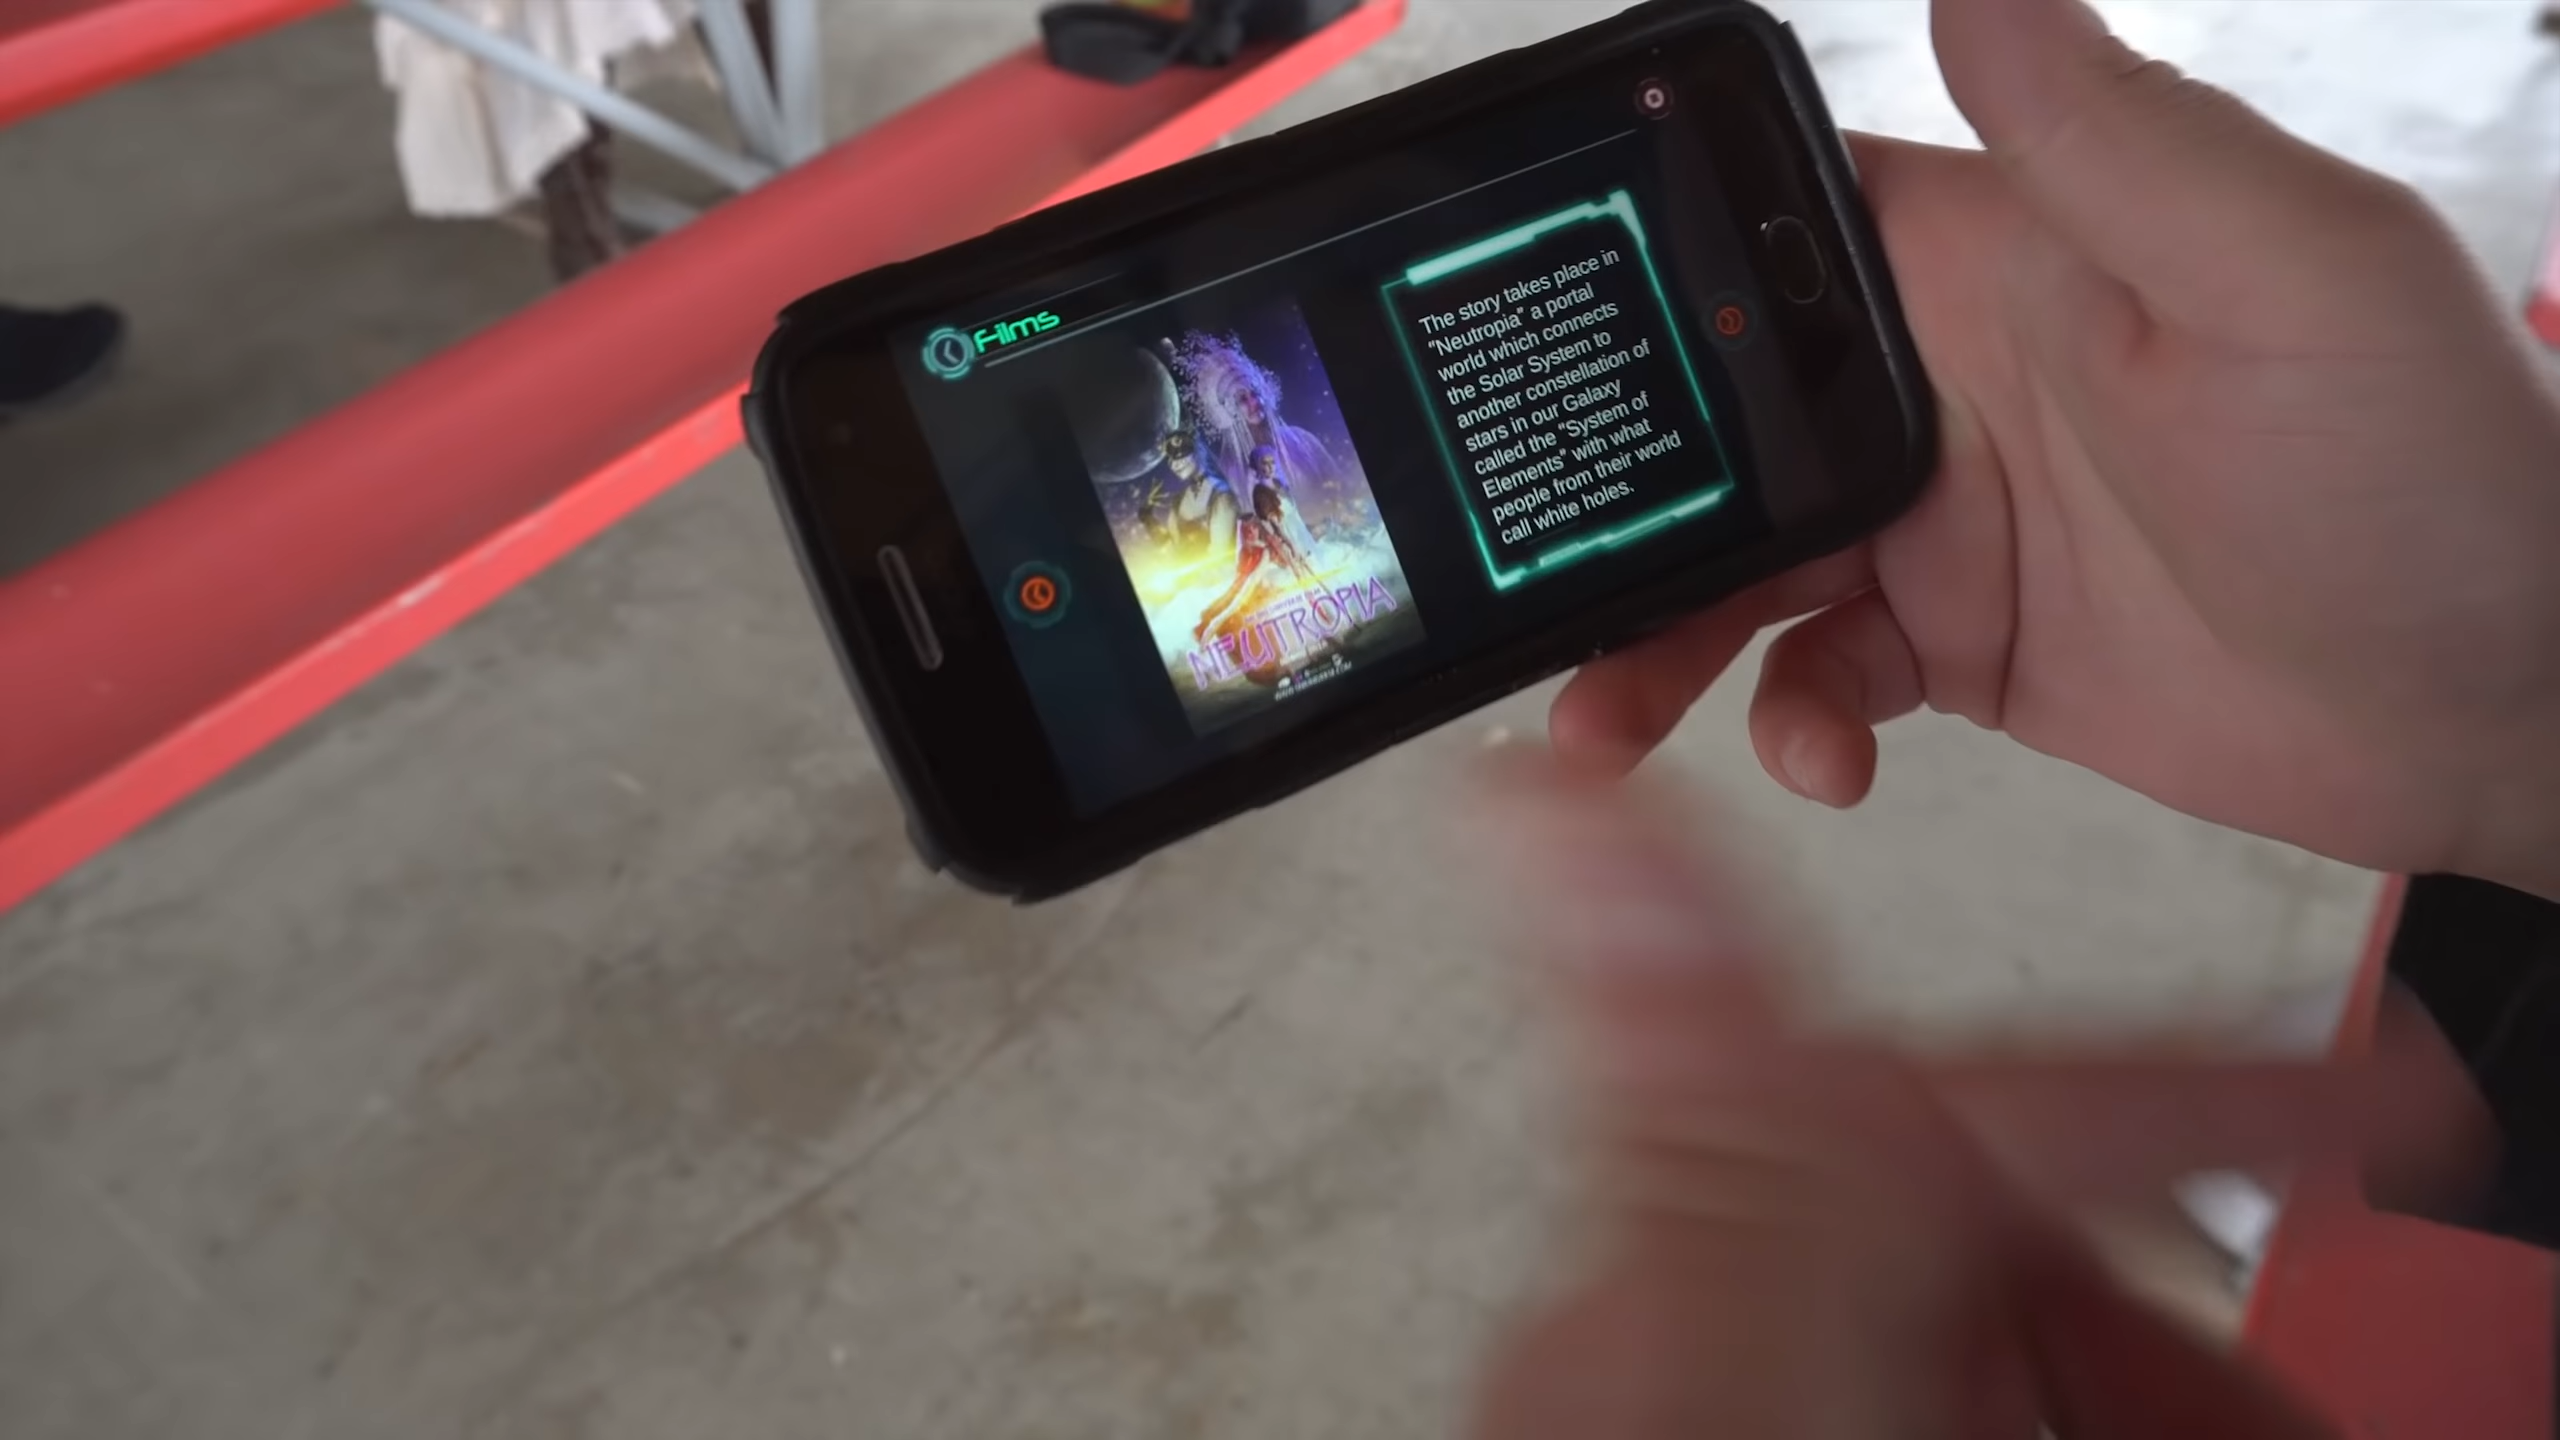 Films
The story takes place in
"Neutropia" a portal
world which connects
the Solar System to
another constellation of
stars in our Galaxy
called the "System of
Elements" with what
people from their world
call white holes.
NEUTROPIA